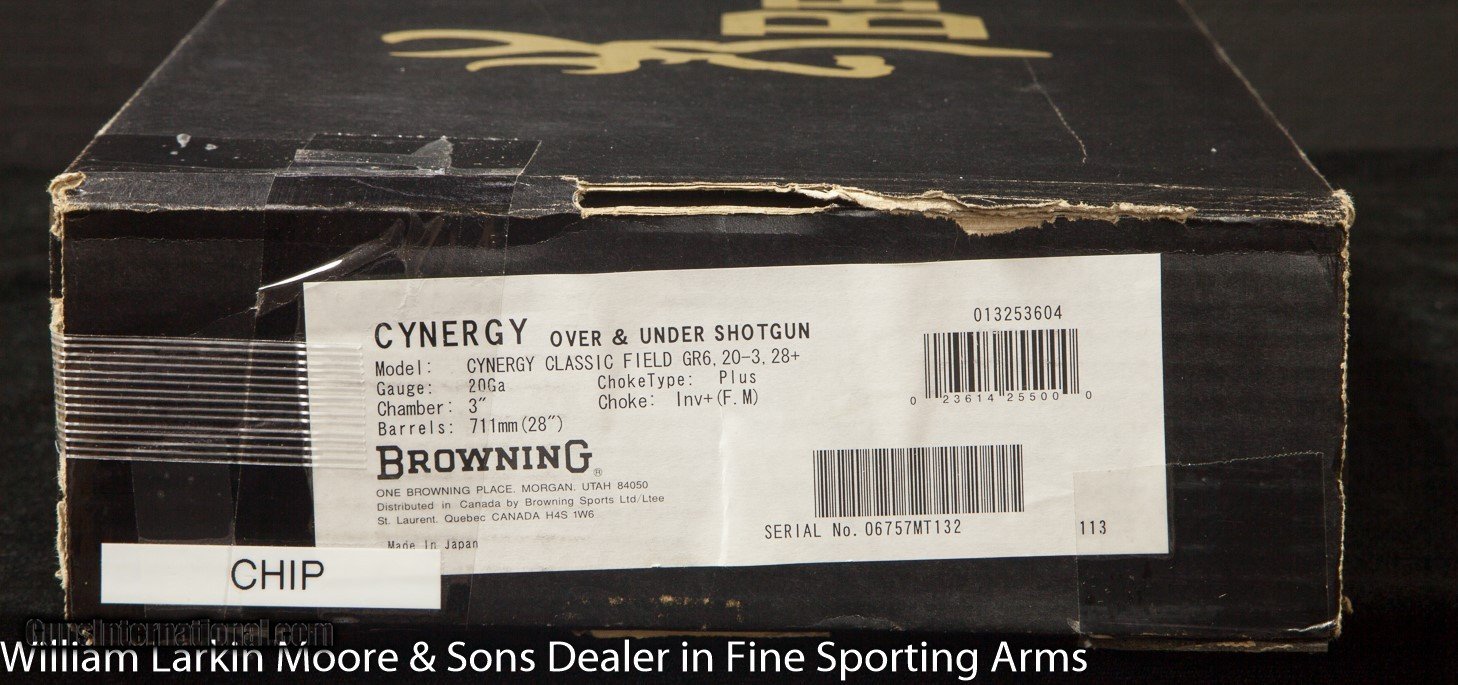 CYNERGY OVER & UNDER SHOTGUN
Model: CYNERGY CLASSIC FIELD GR6, 20-3, 28+
Gauge: 20Ga ChokeType: Plus
Chamber: 3" Choke: Inv+(F.M)
Barrels: 711mm(28")
BROWNING®
ONE BROWNING PLACE. MORGAN. UTAH 84050
Distributed in Canada by Browning Sports Ltd/Ltee
St. Laurent. Quebec CANADA H4S 1W6
Made In Japan
013253604
0 23614 25500 0
SERIAL No. 06757MT132 113
CHIP
GunsInternational.com
William Larkin Moore & Sons Dealer in Fine Sporting Arms